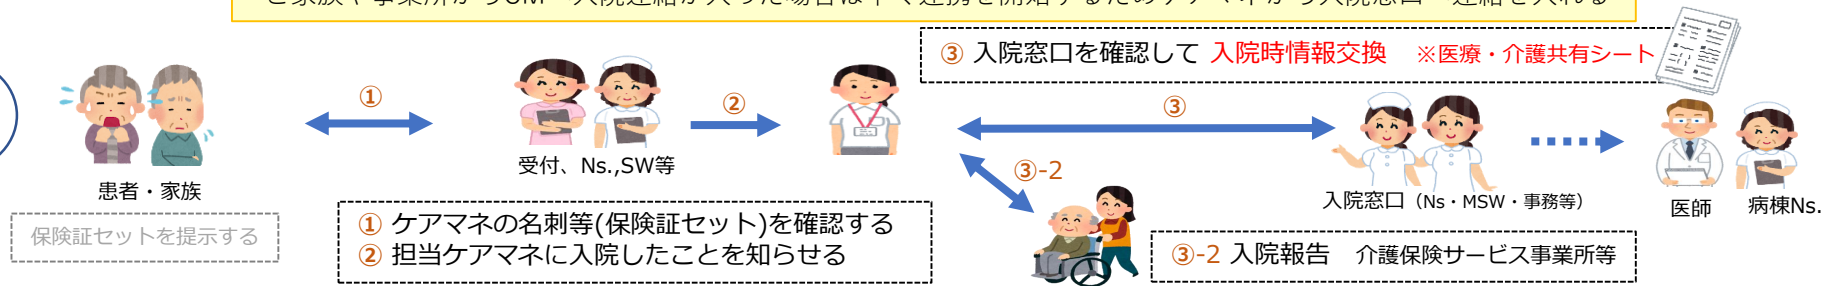 ③ 入院窓口を確認して 入院時情報交換 ※医療・介護共有シート
①
②
③
③-2
患者・家族
受付、Ns.,SW等
入院窓口（Ns・MSW・事務等）
医師
病棟Ns.
保険証セットを提示する
① ケアマネの名刺等(保険証セット)を確認する
② 担当ケアマネに入院したことを知らせる
③-2 入院報告 介護保険サービス事業所等